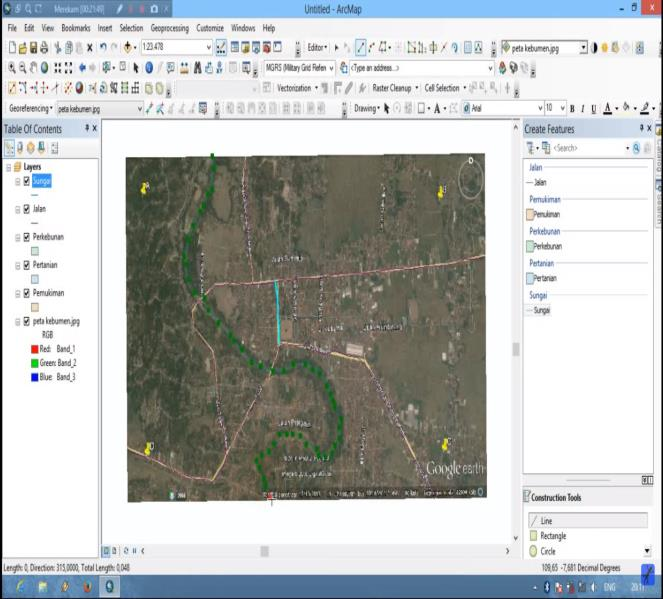 Merekam [00:21:49]
Untitled - ArcMap
File Edit View Bookmarks Insert Selection Geoprocessing Customize Windows Help
1:23.478
Editor
peta kebumen.jpg
MGRS (Military Grid Referen
<Type an address...>
Vectorization
Raster Cleanup
Cell Selection
Georeferencing
peta kebumen.jpg
Drawing
A
Arial
10
B I U A
Table Of Contents
Layers
Sungai
Jalan
Perkebunan
Pertanian
Pemukiman
peta kebumen.jpg
RGB
Red: Band_1
Green: Band_2
Blue: Band_3
A
B
D
C
Google earth
Create Features
<Search>
Jalan
Jalan
Pemukiman
Pemukiman
Perkebunan
Perkebunan
Pertanian
Pertanian
Sungai
Sungai
Catalog
Search
Construction Tools
Line
Rectangle
Circle
Length: 0, Direction: 315,0000, Total Length: 0,048
109,65 -7,681 Decimal Degrees
ENG